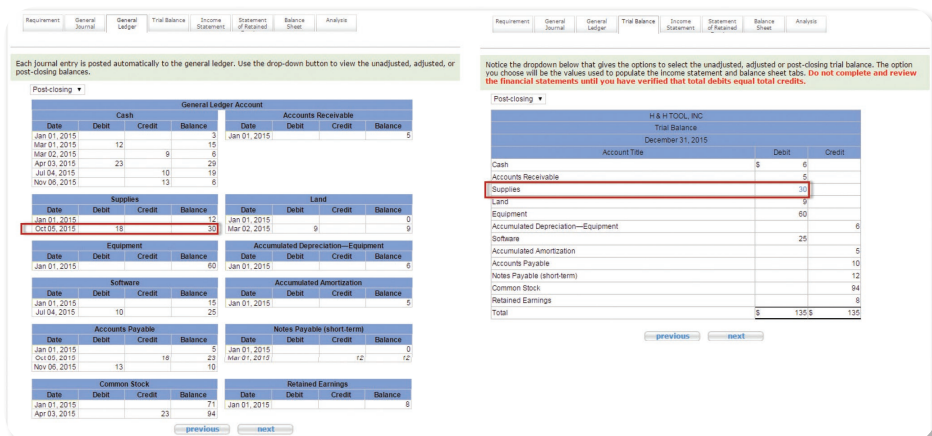 Requirement General Journal General Ledger Trial Balance Income Statement Statement of Retained Balance Sheet Analysis
Each journal entry is posted automatically to the general ledger. Use the drop-down button to view the unadjusted, adjusted, or
post-closing balances.
Post-closing ▼
General Ledger Account
Cash Accounts Receivable
Date Debit Credit Balance Date Debit Credit Balance
Jan 01, 2015 3 Jan 01, 2015 5
Mar 01, 2015 12 15
Mar 02, 2015 9 6
Apr 03, 2015 23 29
Jul 04, 2015 10 19
Nov 06, 2015 13 6
Supplies Land
Date Debit Credit Balance Date Debit Credit Balance
Jan 01, 2015 12 Jan 01, 2015 0
Oct 05, 2015 18 30 Mar 02, 2015 9 9
Equipment Accumulated Depreciation—Equipment
Date Debit Credit Balance Date Debit Credit Balance
Jan 01, 2015 60 Jan 01, 2015 6
Software Accumulated Amortization
Date Debit Credit Balance Date Debit Credit Balance
Jan 01, 2015 15 Jan 01, 2015 5
Jul 04, 2015 10 25
Accounts Payable Notes Payable (short-term)
Date Debit Credit Balance Date Debit Credit Balance
Jan 01, 2015 5 Jan 01, 2015 0
Oct 05, 2015 18 23 Mar 01, 2015 12 12
Nov 06, 2015 13 10
Common Stock Retained Earnings
Date Debit Credit Balance Date Debit Credit Balance
Jan 01, 2015 71 Jan 01, 2015 8
Apr 03, 2015 23 94
previous next
Requirement General Journal General Ledger Trial Balance Income Statement Statement of Retained Balance Sheet Analysis
Notice the dropdown below that gives the options to select the unadjusted, adjusted or post-closing trial balance. The option
you choose will be the values used to populate the income statement and balance sheet tabs. Do not complete and review
the financial statements until you have verified that total debits equal total credits.
Post-closing ▼
H & H TOOL, INC
Trial Balance
December 31, 2015
Account Title Debit Credit
Cash $ 6
Accounts Receivable 5
Supplies 30
Land 9
Equipment 60
Accumulated Depreciation—Equipment 6
Software 25
Accumulated Amortization 5
Accounts Payable 10
Notes Payable (short-term) 12
Common Stock 94
Retained Earnings 8
Total $ 135 $ 135
previous next